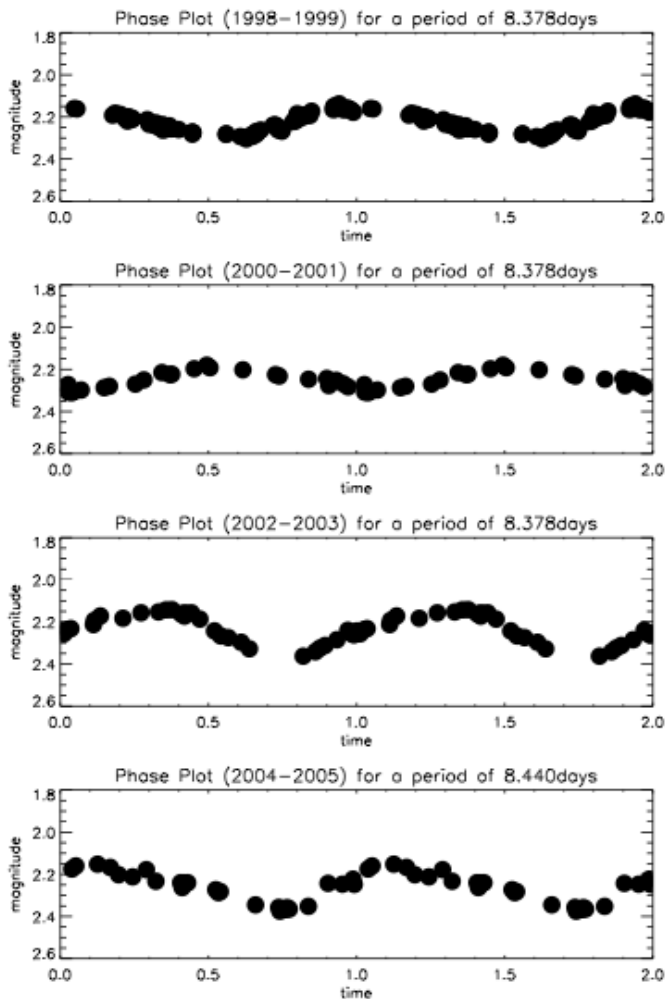 Phase Plot (1998-1999) for a period of 8.378days
1.8
2.0
2.2
2.4
2.6
magnitude
0.0 0.5 1.0 1.5 2.0
time
Phase Plot (2000-2001) for a period of 8.378days
1.8
2.0
2.2
2.4
2.6
magnitude
0.0 0.5 1.0 1.5 2.0
time
Phase Plot (2002-2003) for a period of 8.378days
1.8
2.0
2.2
2.4
2.6
magnitude
0.0 0.5 1.0 1.5 2.0
time
Phase Plot (2004-2005) for a period of 8.440days
1.8
2.0
2.2
2.4
2.6
magnitude
0.0 0.5 1.0 1.5 2.0
time